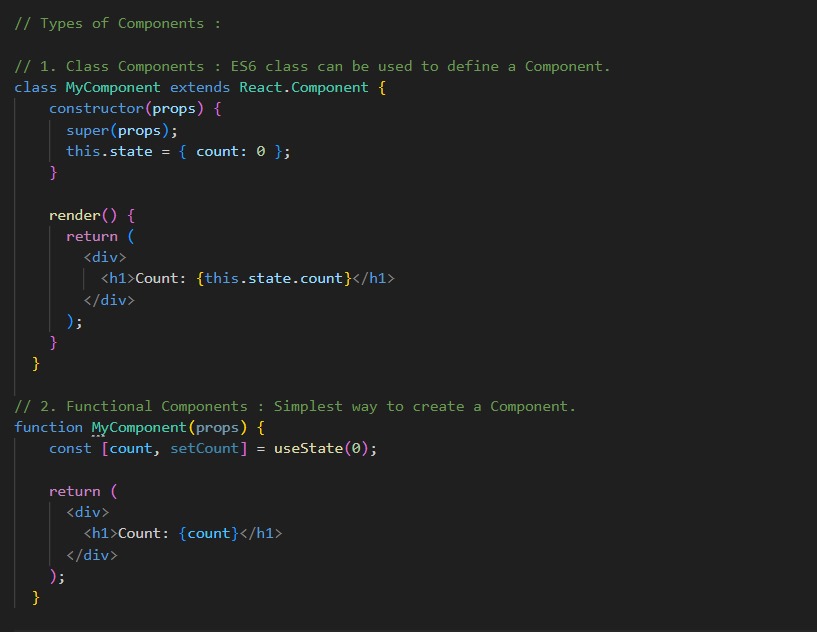 // Types of Components :
// 1. Class Components : ES6 class can be used to define a Component.
class MyComponent extends React.Component {
constructor(props) {
super(props);
this.state = { count: 0 };
}
render() {
return (
<div>
<h1>Count: {this.state.count}</h1>
</div>
);
}
}
// 2. Functional Components : Simplest way to create a Component.
function MyComponent(props) {
const [count, setCount] = useState(0);
return (
<div>
<h1>Count: {count}</h1>
</div>
);
}